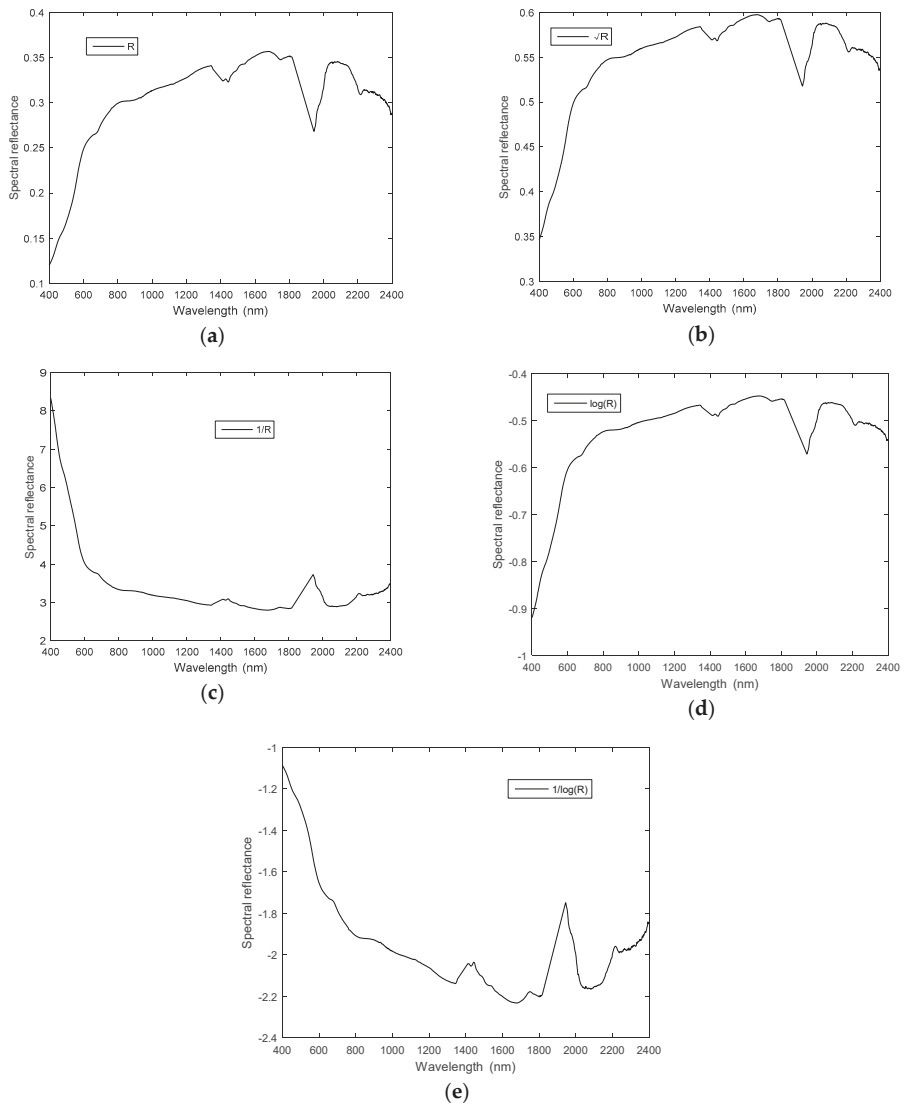 R
0.4
0.35
0.3
0.25
0.2
0.15
0.1
Spectral reflectance
400 600 800 1000 1200 1400 1600 1800 2000 2200 2400
Wavelength (nm)
(a)
√R
0.6
0.55
0.5
0.45
0.4
0.35
0.3
Spectral reflectance
400 600 800 1000 1200 1400 1600 1800 2000 2200 2400
Wavelength (nm)
(b)
1/R
9
8
7
6
5
4
3
2
Spectral reflectance
400 600 800 1000 1200 1400 1600 1800 2000 2200 2400
Wavelength (nm)
(c)
log(R)
-0.4
-0.5
-0.6
-0.7
-0.8
-0.9
-1
Spectral reflectance
400 600 800 1000 1200 1400 1600 1800 2000 2200 2400
Wavelength (nm)
(d)
1/log(R)
-1
-1.2
-1.4
-1.6
-1.8
-2
-2.2
-2.4
Spectral reflectance
400 600 800 1000 1200 1400 1600 1800 2000 2200 2400
Wavelength (nm)
(e)